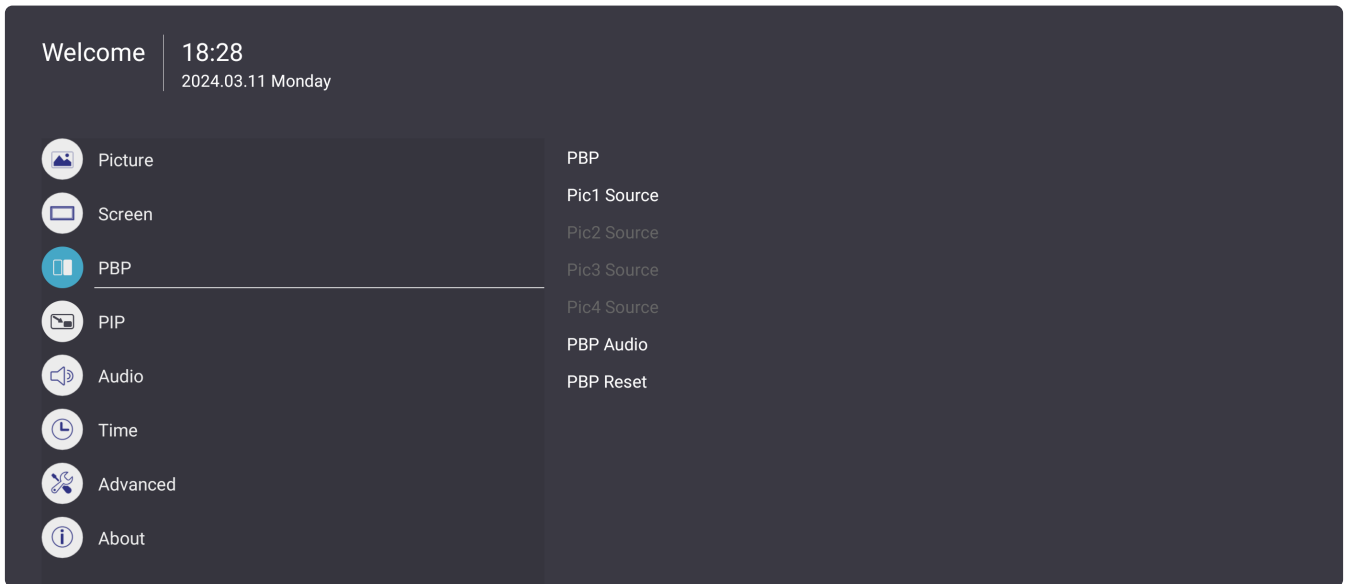 Welcome
18:28
2024.03.11 Monday
Picture
Screen
PBP
PIP
Audio
Time
Advanced
About
PBP
Pic1 Source
Pic2 Source
Pic3 Source
Pic4 Source
PBP Audio
PBP Reset